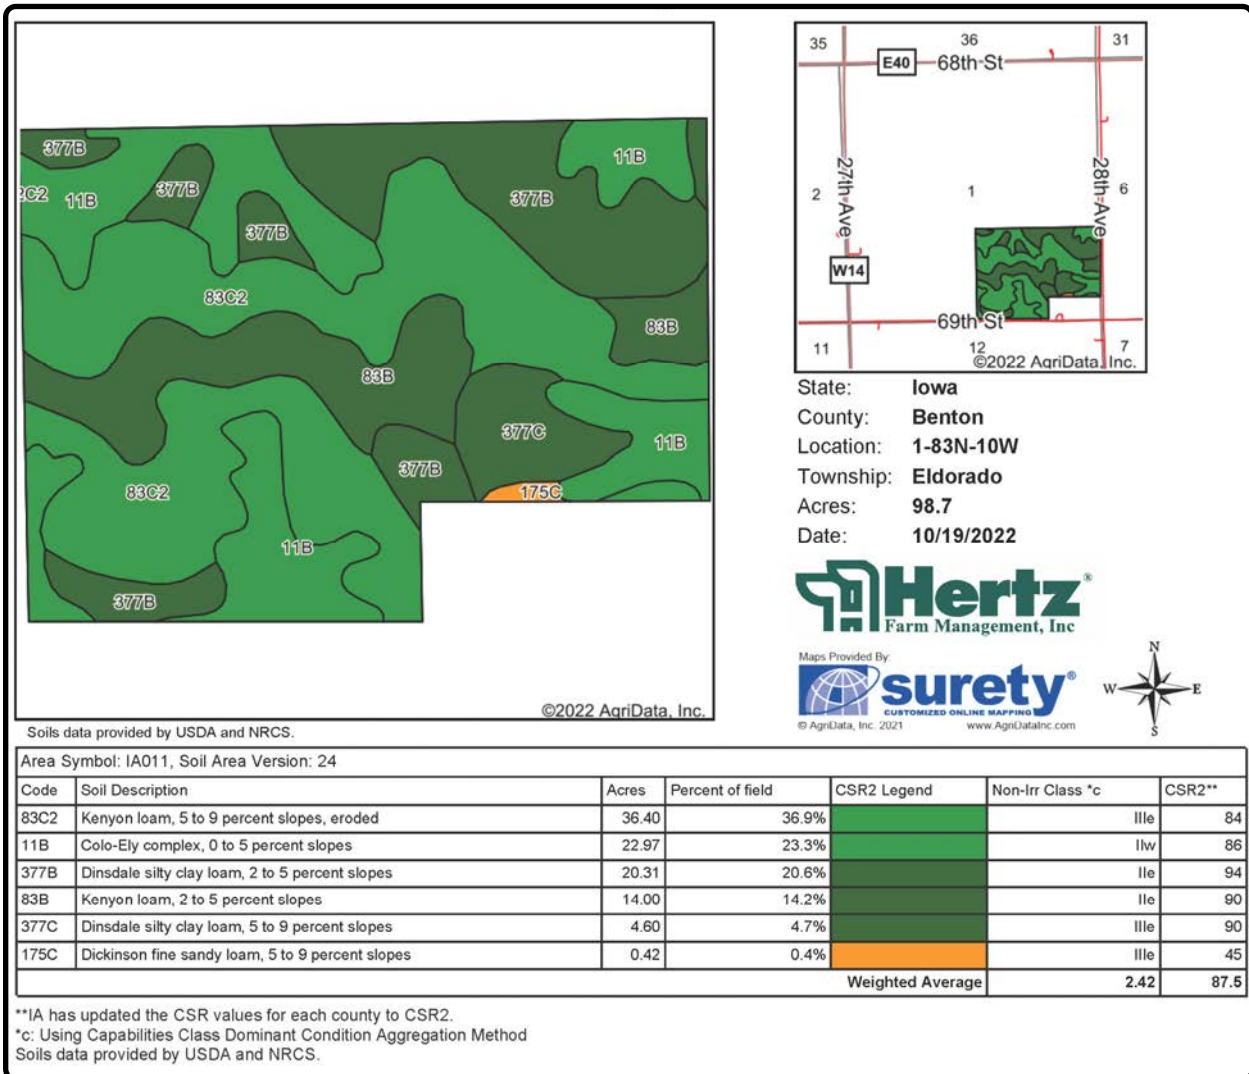 377B
11B
377B
2C2
11B
377B
377B
377B
83C2
83B
83B
377C
11B
377B
175C
83C2
11B
377B
©2022 AgriData, Inc.
35
36
31
E40
68th St
27th Ave
28th Ave
2
1
6
W14
69th St
11
12
7
©2022 AgriData, Inc.
State: Iowa
County: Benton
Location: 1-83N-10W
Township: Eldorado
Acres: 98.7
Date: 10/19/2022
Hertz®
Farm Management, Inc
Maps Provided By:
surety®
CUSTOMIZED ONLINE MAPPING
© AgriData, Inc. 2021 www.AgriDataInc.com
N
W E
S
Soils data provided by USDA and NRCS.
Area Symbol: IA011, Soil Area Version: 24
Code Soil Description Acres Percent of field CSR2 Legend Non-Irr Class *c CSR2**
83C2 Kenyon loam, 5 to 9 percent slopes, eroded 36.40 36.9% IIIe 84
11B Colo-Ely complex, 0 to 5 percent slopes 22.97 23.3% IIw 86
377B Dinsdale silty clay loam, 2 to 5 percent slopes 20.31 20.6% IIe 94
83B Kenyon loam, 2 to 5 percent slopes 14.00 14.2% IIe 90
377C Dinsdale silty clay loam, 5 to 9 percent slopes 4.60 4.7% IIIe 90
175C Dickinson fine sandy loam, 5 to 9 percent slopes 0.42 0.4% IIIe 45
Weighted Average 2.42 87.5
**IA has updated the CSR values for each county to CSR2.
*c: Using Capabilities Class Dominant Condition Aggregation Method
Soils data provided by USDA and NRCS.